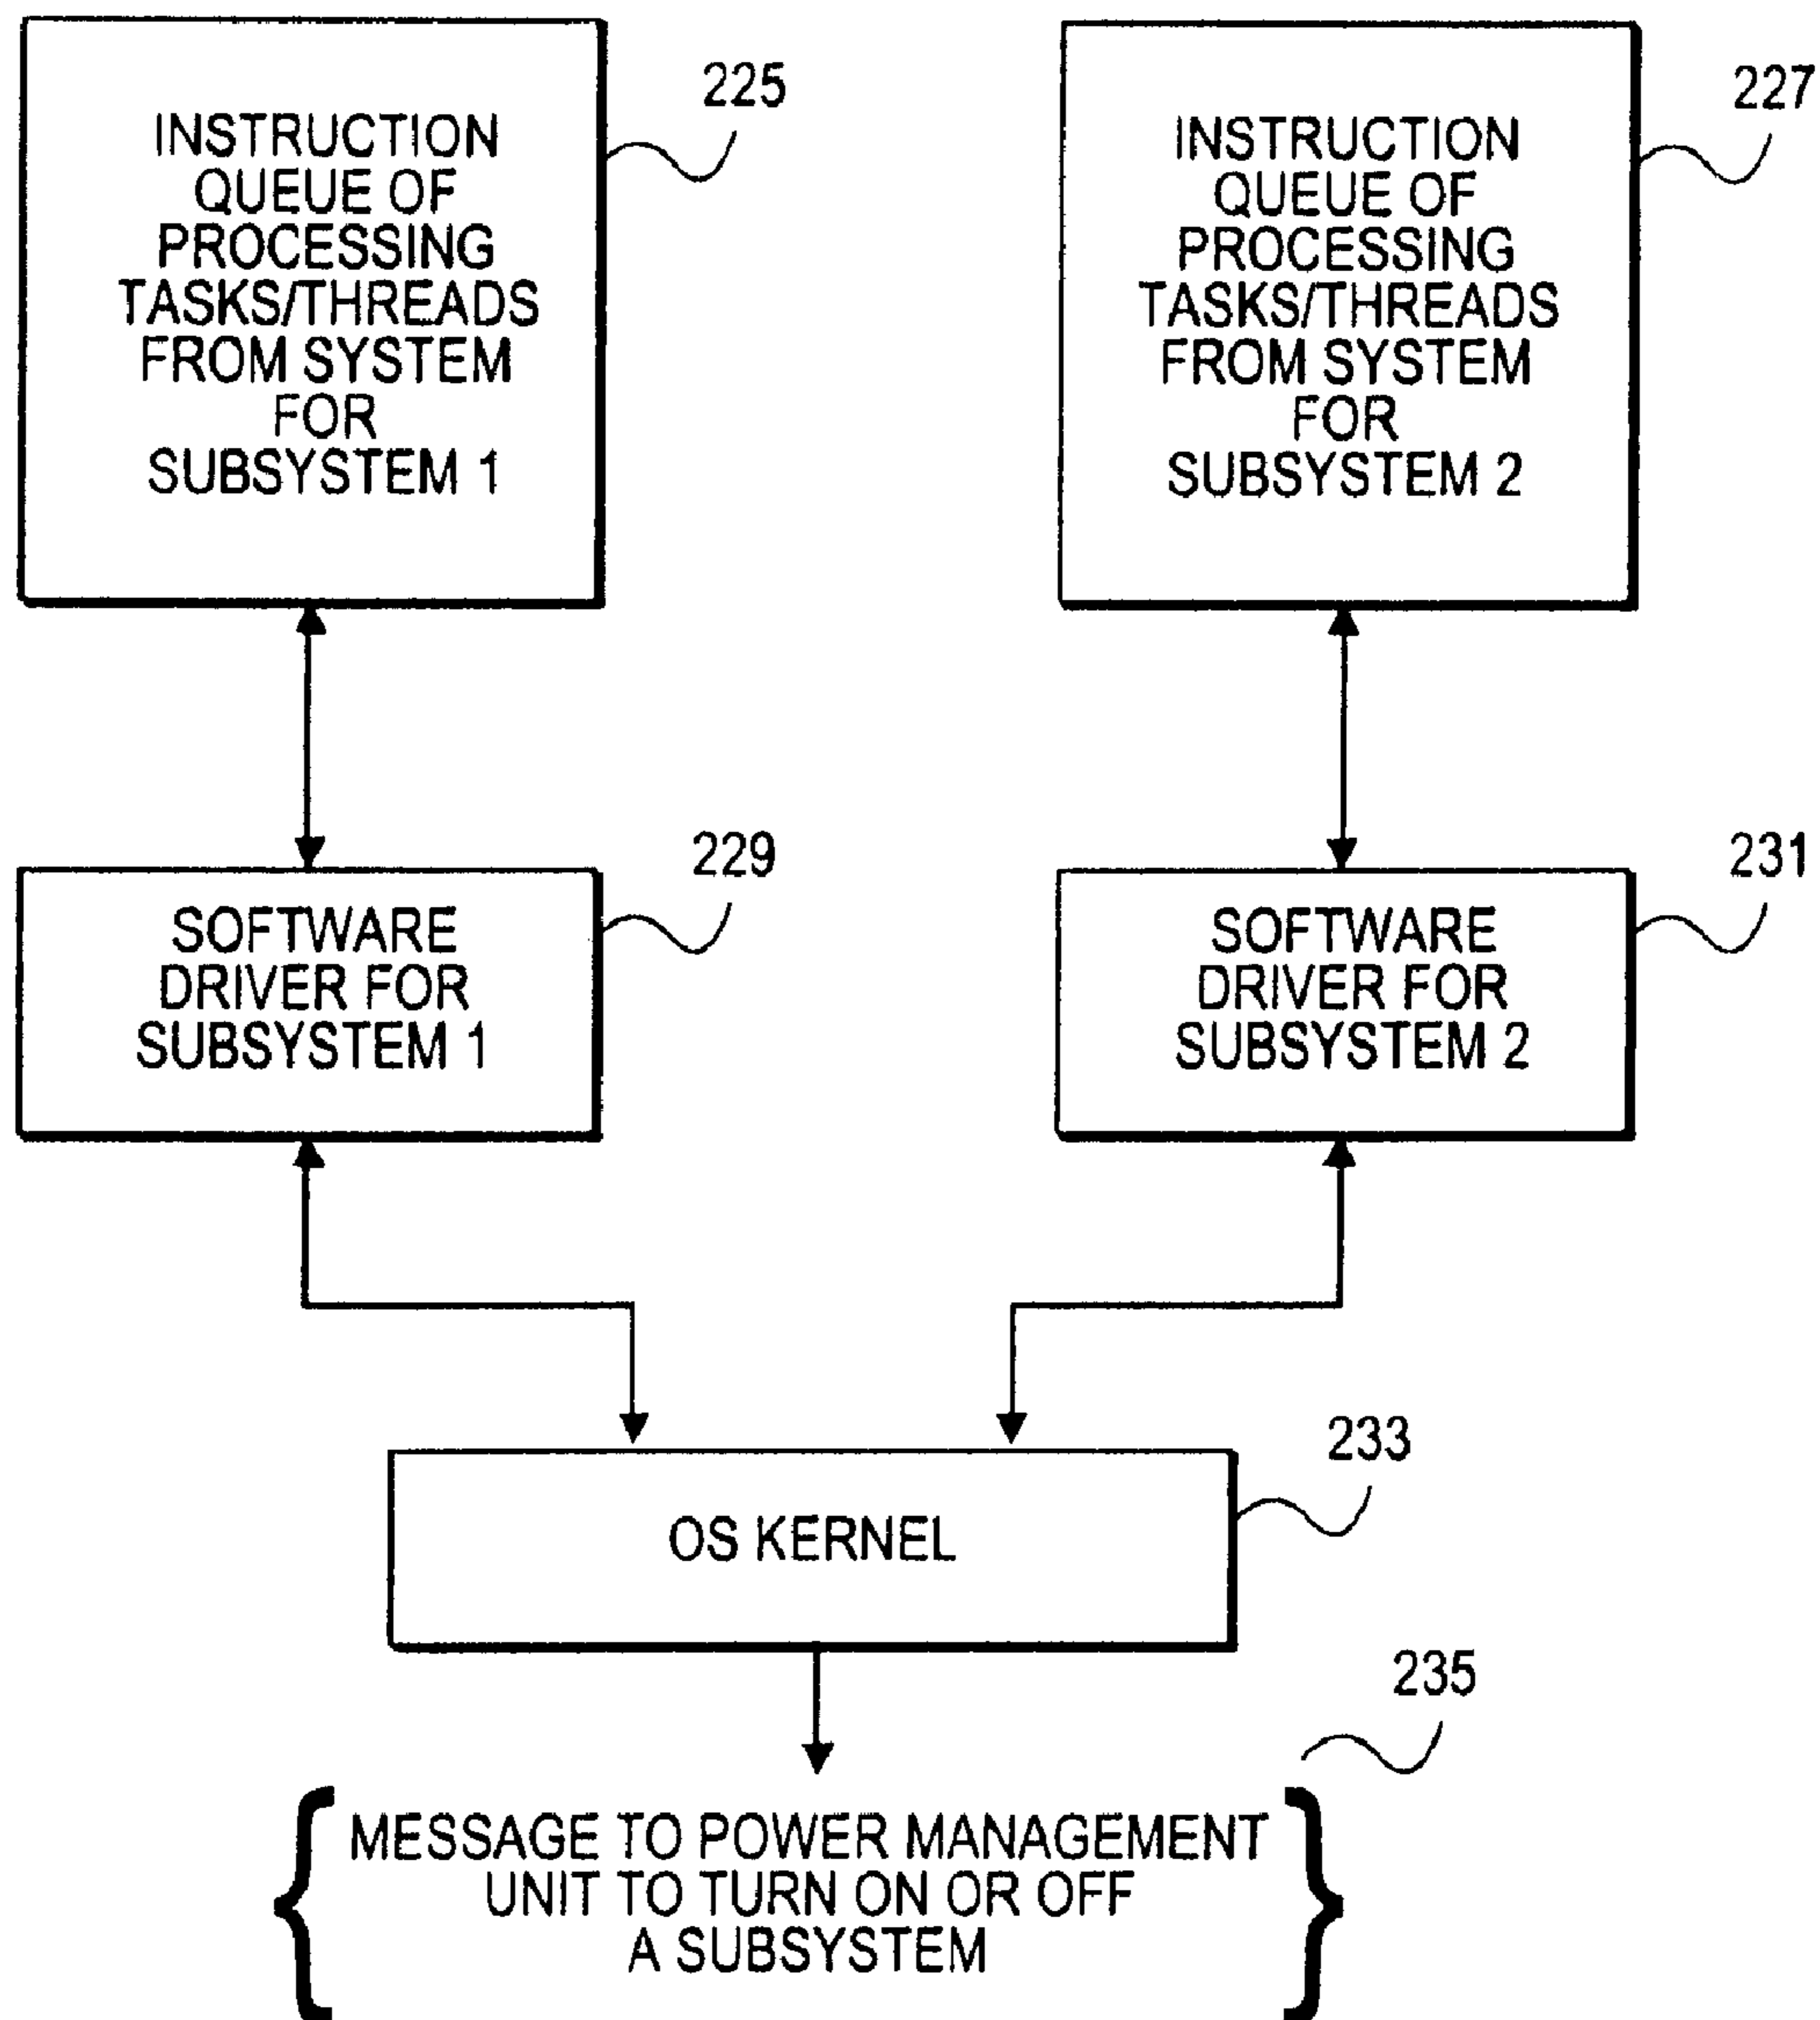 225
INSTRUCTION
QUEUE OF
PROCESSING
TASKS/THREADS
FROM SYSTEM
FOR
SUBSYSTEM 1
227
INSTRUCTION
QUEUE OF
PROCESSING
TASKS/THREADS
FROM SYSTEM
FOR
SUBSYSTEM 2
229
SOFTWARE
DRIVER FOR
SUBSYSTEM 1
231
SOFTWARE
DRIVER FOR
SUBSYSTEM 2
233
OS KERNEL
235
{ MESSAGE TO POWER MANAGEMENT
UNIT TO TURN ON OR OFF
A SUBSYSTEM }